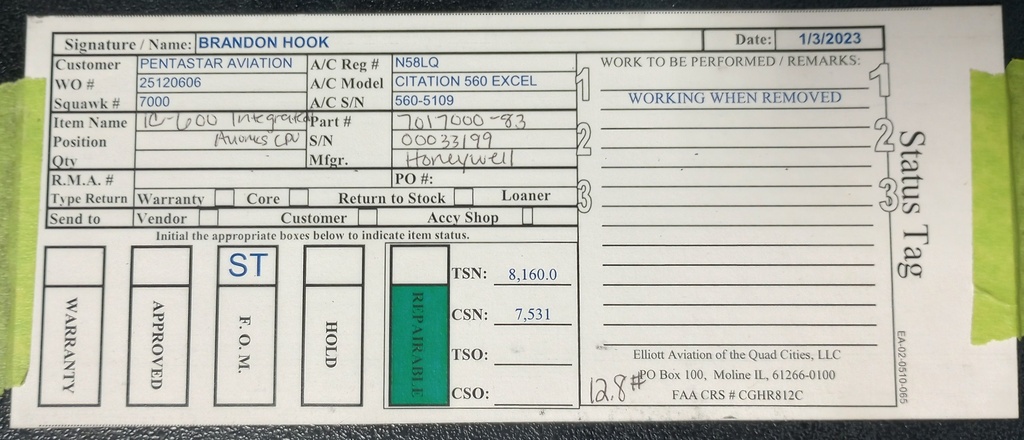 Signature / Name: BRANDON HOOK Date: 1/3/2023
Customer PENTASTAR AVIATION A/C Reg # N58LQ
WO # 25120606 A/C Model CITATION 560 EXCEL
Squawk # 7000 A/C S/N 560-5109
Item Name IC-600 Integrated Part # 7017000-83
Position Avionics CPU S/N 00033199
Qty Mfgr. Honeywell
R.M.A. # PO #:
Type Return Warranty Core Return to Stock Loaner
Send to Vendor Customer Accy Shop
Initial the appropriate boxes below to indicate item status.
WARRANTY
APPROVED
ST
F. O. M.
HOLD
REPAIRABLE
TSN: 8,160.0
CSN: 7,531
TSO:
CSO:
1
2
3
WORK TO BE PERFORMED / REMARKS:
WORKING WHEN REMOVED
1
2
3
Status Tag
Elliott Aviation of the Quad Cities, LLC
PO Box 100, Moline IL, 61266-0100
FAA CRS # CGHR812C
12.8#
EA-02-0510-065